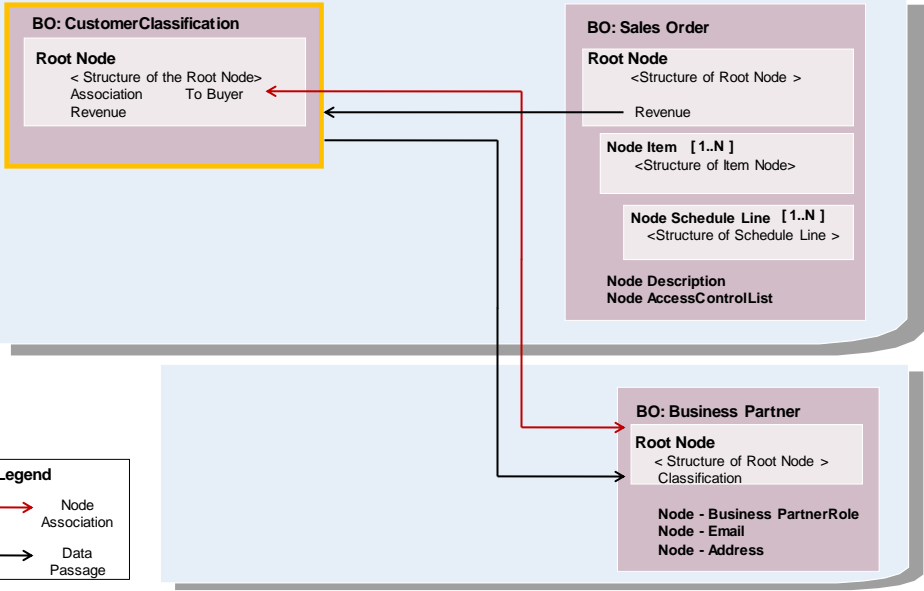 BO: CustomerClassification
Root Node
< Structure of the Root Node>
Association To Buyer
Revenue
BO: Sales Order
Root Node
<Structure of Root Node >
Revenue
Node Item [ 1..N ]
<Structure of Item Node>
Node Schedule Line [ 1..N ]
<Structure of Schedule Line >
Node Description
Node AccessControlList
BO: Business Partner
Root Node
< Structure of Root Node >
Classification
Node - Business PartnerRole
Node - Email
Node - Address
Legend
Node
Association
Data
Passage